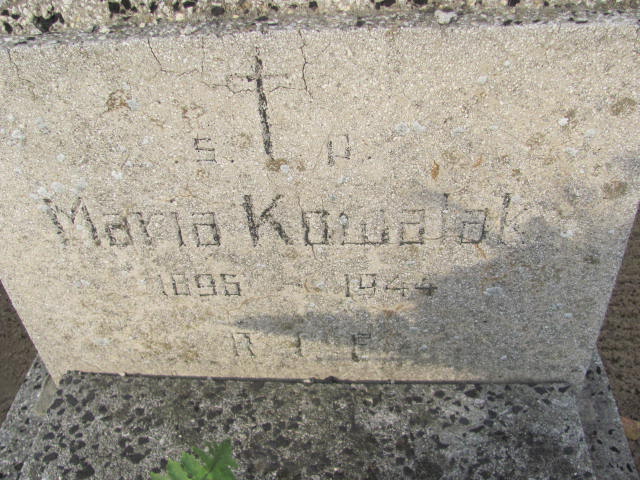 S. P.
Maria Kowalak
1896 - 1944
R. I. P.